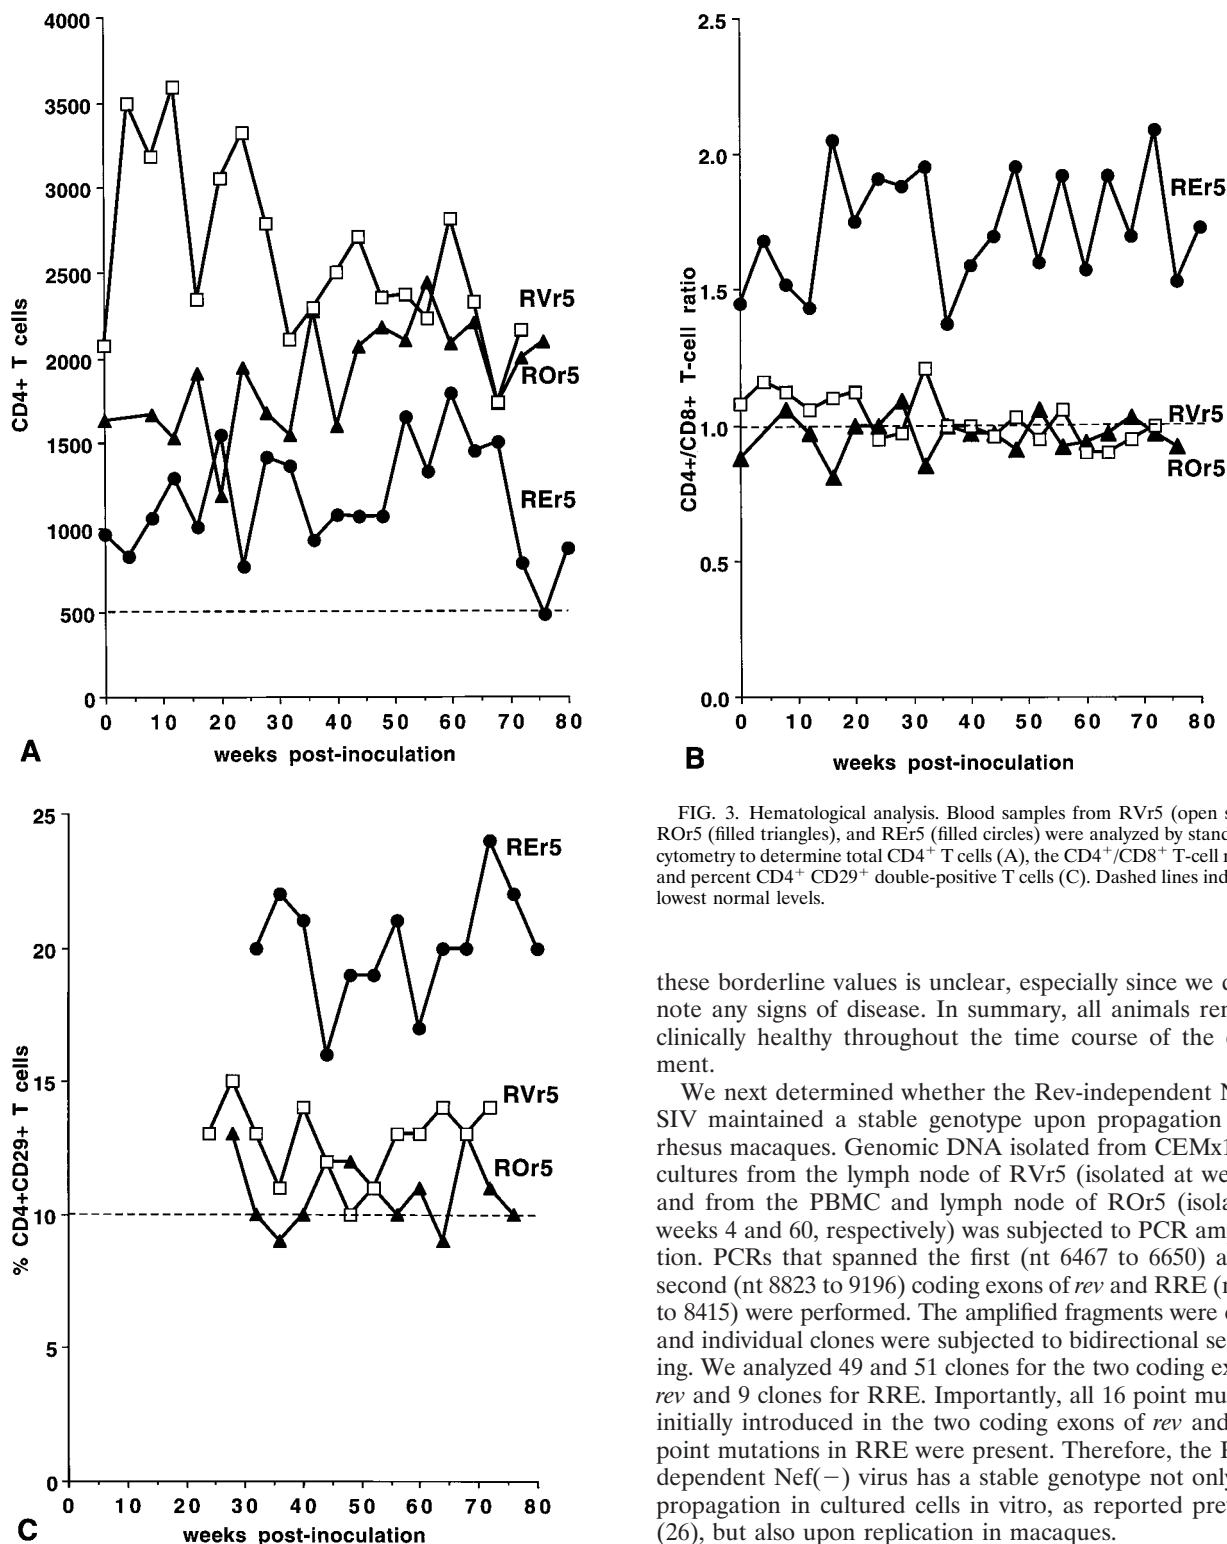 4000
3500
3000
2500
2000
1500
1000
500
0
CD4+ T cells
RVr5
ROr5
REr5
0 10 20 30 40 50 60 70 80
weeks post-inoculation
A
2.5
2.0
1.5
1.0
0.5
0.0
CD4+/CD8+ T-cell ratio
REr5
RVr5
ROr5
0 10 20 30 40 50 60 70 80
weeks post-inoculation
B
25
20
15
10
5
0
% CD4+CD29+ T cells
REr5
RVr5
ROr5
0 10 20 30 40 50 60 70 80
weeks post-inoculation
C
FIG. 3. Hematological analysis. Blood samples from RVr5 (open
ROr5 (filled triangles), and REr5 (filled circles) were analyzed by
cytometry to determine total CD4+ T cells (A), the CD4+/CD8+ T-cell
and percent CD4+ CD29+ double-positive T cells (C). Dashed lines
lowest normal levels.
these borderline values is unclear, especially since we
note any signs of disease. In summary, all animals
clinically healthy throughout the time course of the
ment.
We next determined whether the Rev-independent
SIV maintained a stable genotype upon propagation
rhesus macaques. Genomic DNA isolated from
cultures from the lymph node of RVr5 (isolated at
and from the PBMC and lymph node of ROr5
weeks 4 and 60, respectively) was subjected to PCR
tion. PCRs that spanned the first (nt 6467 to 6650)
second (nt 8823 to 9196) coding exons of rev and RRE
to 8415) were performed. The amplified fragments were
and individual clones were subjected to bidirectional
ing. We analyzed 49 and 51 clones for the two coding
rev and 9 clones for RRE. Importantly, all 16 point
initially introduced in the two coding exons of rev and
point mutations in RRE were present. Therefore, the
dependent Nef(−) virus has a stable genotype not only
propagation in cultured cells in vitro, as reported
(26), but also upon replication in macaques.